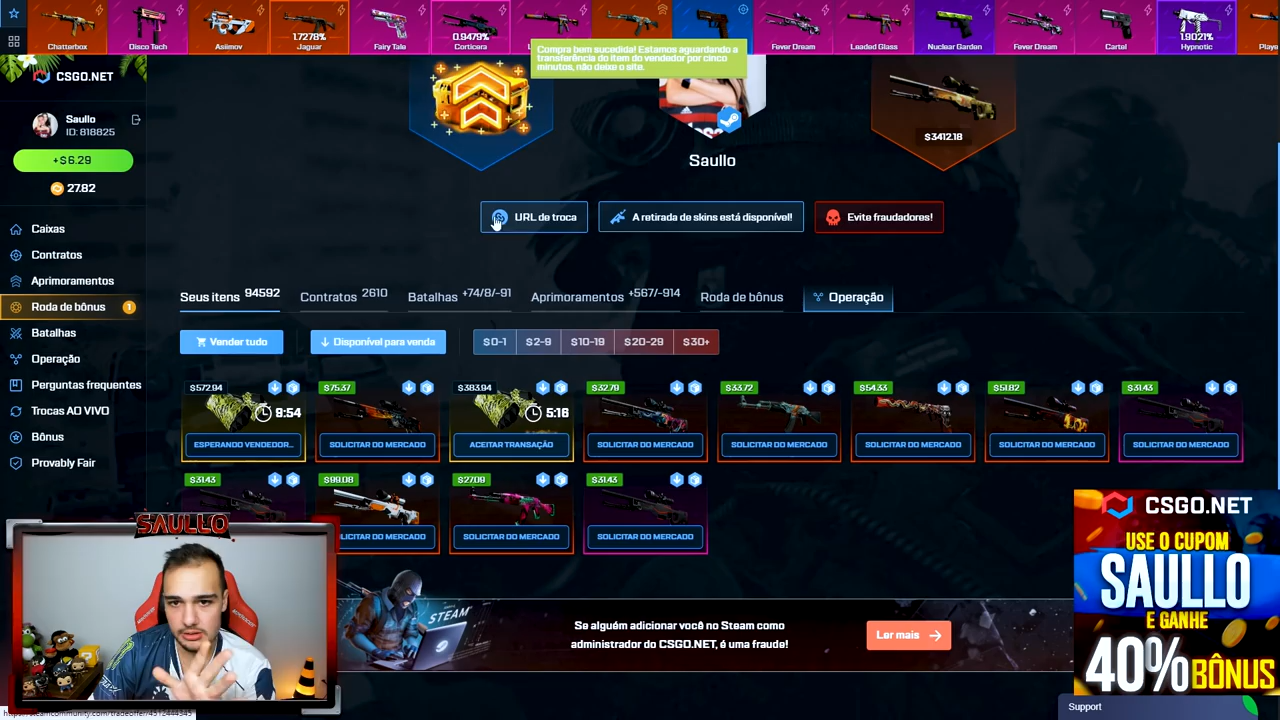 Chatterbox
Disco Tech
Asiimov
1.7278%
Jaguar
Fairy Tale
0.9479%
Corticera
Fever Dream
Leaded Glass
Nuclear Garden
Fever Dream
Cartel
1.9021%
Hypnotic
CSGO.NET
Compra bem sucedida! Estamos aguardando a
transferência do item do vendedor por cinco
minutos, não deixe o site.
Saullo
ID: 818825
+$6.29
27.82
$3412.18
Saullo
URL de troca
A retirada de skins está disponível!
Evite fraudadores!
Caixas
Contratos
Aprimoramentos
Roda de bônus 1
Batalhas
Operação
Perguntas frequentes
Trocas AO VIVO
Bônus
Provably Fair
Seus itens 94592
Contratos 2610
Batalhas +74/8/-91
Aprimoramentos +567/-914
Roda de bônus
Operação
Vender tudo
Disponível para venda
$0-1
$2-9
$10-19
$20-29
$30+
$572.94
9:54
ESPERANDO VENDEDOR...
$75.37
SOLICITAR DO MERCADO
$383.94
5:16
ACEITAR TRANSAÇÃO
$32.79
SOLICITAR DO MERCADO
$33.72
SOLICITAR DO MERCADO
$54.33
SOLICITAR DO MERCADO
$51.82
SOLICITAR DO MERCADO
$31.43
SOLICITAR DO MERCADO
$31.43
$99.08
SOLICITAR DO MERCADO
$27.09
SOLICITAR DO MERCADO
$31.43
SOLICITAR DO MERCADO
SAULLO
STEAM
Se alguém adicionar você no Steam como
administrador do CSGO.NET, é uma fraude!
Ler mais
CSGO.NET
USE O CUPOM
SAULLO
E GANHE
40% BÔNUS
Support